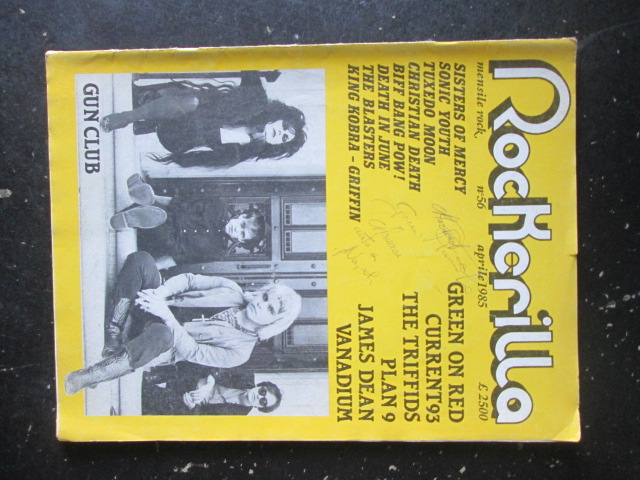 Rockerilla
mensile rock nº56 aprile 1985 £ 2500
SISTERS OF MERCY
SONIC YOUTH
TUXEDO MOON
CHRISTIAN DEATH
BIFF BANG POW!
DEATH IN JUNE
THE BLASTERS
KING KOBRA - GRIFFIN
GREEN ON RED
CURRENT93
THE TRIFFIDS
PLAN 9
JAMES DEAN
VANADIUM
GUN CLUB